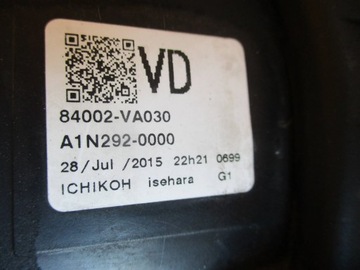 VD
84002-VA030
A1N292-0000
28/Jul /2015 22h21 0699
ICHIKOH isehara G1